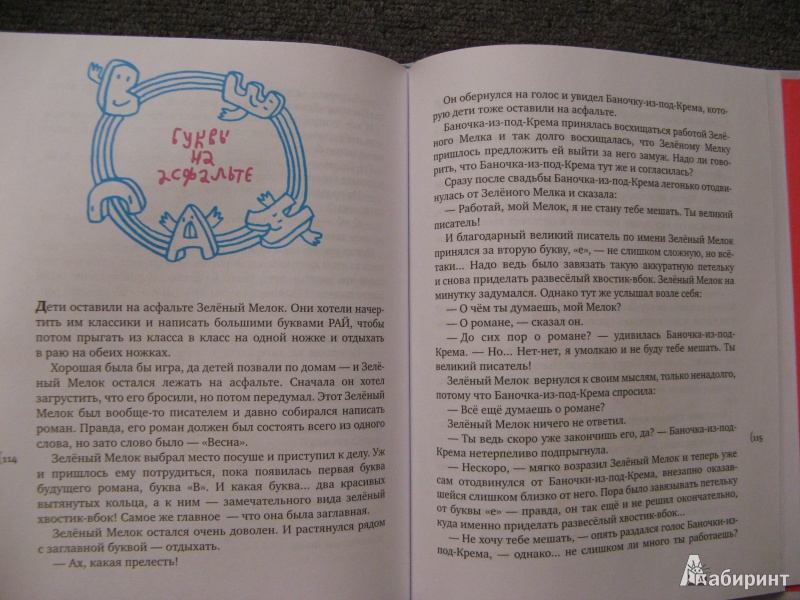 БУКВЫ
НА
АСФАЛЬТЕ
Дети оставили на асфальте Зелёный Мелок. Они хотели начер-
тить им классики и написать большими буквами РАЙ, чтобы
потом прыгать из класса в класс на одной ножке и отдыхать
в раю на обеих ножках.
Хорошая была бы игра, да детей позвали по домам — и Зелё-
ный Мелок остался лежать на асфальте. Сначала он хотел
загрустить, что его бросили, но потом передумал. Этот Зелёный
Мелок был вообще-то писателем и давно собирался написать
роман. Правда, его роман должен был состоять всего из одного
слова, но зато слово было — «Весна».
Зелёный Мелок выбрал место посуше и приступил к делу. Уж
и пришлось ему потрудиться, пока появилась первая буква
будущего романа, буква «В». И какая буква... два красивых
вытянутых кольца, а к ним — замечательного вида зелёный
хвостик-вбок! Самое же главное — что она была заглавная.
Зелёный Мелок остался очень доволен. И растянулся рядом
с заглавной буквой — отдыхать.
— Ах, какая прелесть!
114
Он обернулся на голос и увидел Баночку-из-под-Крема, кото-
рую дети тоже оставили на асфальте.
Баночка-из-под-Крема принялась восхищаться работой Зелё-
ного Мелка и так долго восхищалась, что Зелёному Мелку
пришлось предложить ей выйти за него замуж. Надо ли гово-
рить, что Баночка-из-под-Крема тут же и согласилась?
Сразу после свадьбы Баночка-из-под-Крема легонько отодви-
нулась от Зелёного Мелка и сказала:
— Работай, мой Мелок, я не стану тебе мешать. Ты великий
писатель!
И благодарный великий писатель по имени Зелёный Мелок
принялся за вторую букву, «е», — не слишком сложную, но всё-
таки... Надо ведь было завязать такую аккуратную петельку
и снова приделать развесёлый хвостик-вбок. Зелёный Мелок на
минутку задумался. Однако тут же услышал возле себя:
— О чём ты думаешь, мой Мелок?
— О романе, — сказал он.
— До сих пор о романе? — удивилась Баночка-из-под-
Крема. — Но... Нет-нет, я умолкаю и не буду тебе мешать. Ты
великий писатель!
Зелёный Мелок вернулся к своим мыслям, только ненадолго,
потому что Баночка-из-под-Крема спросила:
— Всё ещё думаешь о романе?
Зелёный Мелок ничего не ответил.
— Ты ведь скоро уже закончишь его, да? — Баночка-из-под-
Крема нетерпеливо подпрыгнула.
— Нескоро, — мягко возразил Зелёный Мелок и теперь уже
сам отодвинулся от Баночки-из-под-Крема, внезапно оказав-
шейся слишком близко от него. Пора было завязывать петельку
от буквы «е» — правда, он так ещё и не решил окончательно,
куда именно приделать развесёлый хвостик-вбок...
— Не хочу тебе мешать, — опять раздался голос Баночки-из-
под-Крема, — однако... не слишком ли много ты работаешь?
115
Лабиринт